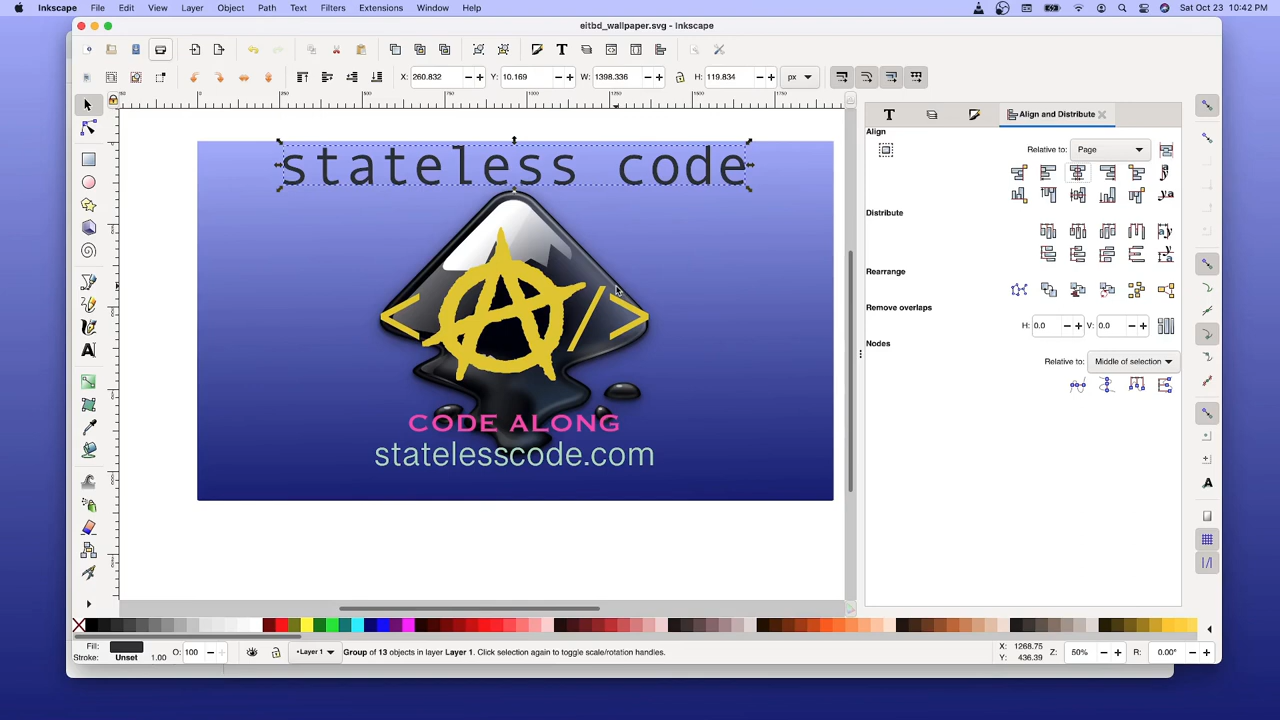 Inkscape File Edit View Layer Object Path Text Filters Extensions Window Help Sat Oct 23 10:42 PM
eitbd_wallpaper.svg - Inkscape
X: 260.832 Y: 10.169 W: 1398.336 H: 119.834 px
Align and Distribute
Align
Relative to: Page
Distribute
Rearrange
Remove overlaps
H: 0.0 V: 0.0
Nodes
Relative to: Middle of selection
stateless code
< A / >
CODE ALONG
statelesscode.com
Fill:
Stroke: Unset 1.00
O: 100
Layer 1
Group of 13 objects in layer Layer 1. Click selection again to toggle scale/rotation handles.
X: 1268.75
Y: 436.39
Z: 50%
R: 0.00°